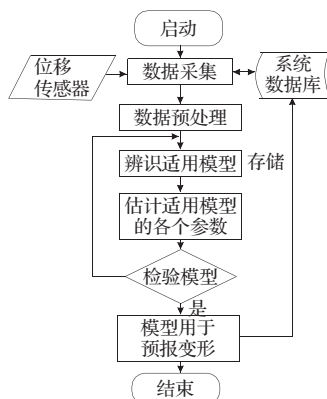 启动
位移
传感器
数据采集
系统
数据库
数据预处理
辨识适用模型
存储
估计适用模型
的各个参数
检验模型
是
模型用于
预报变形
结束